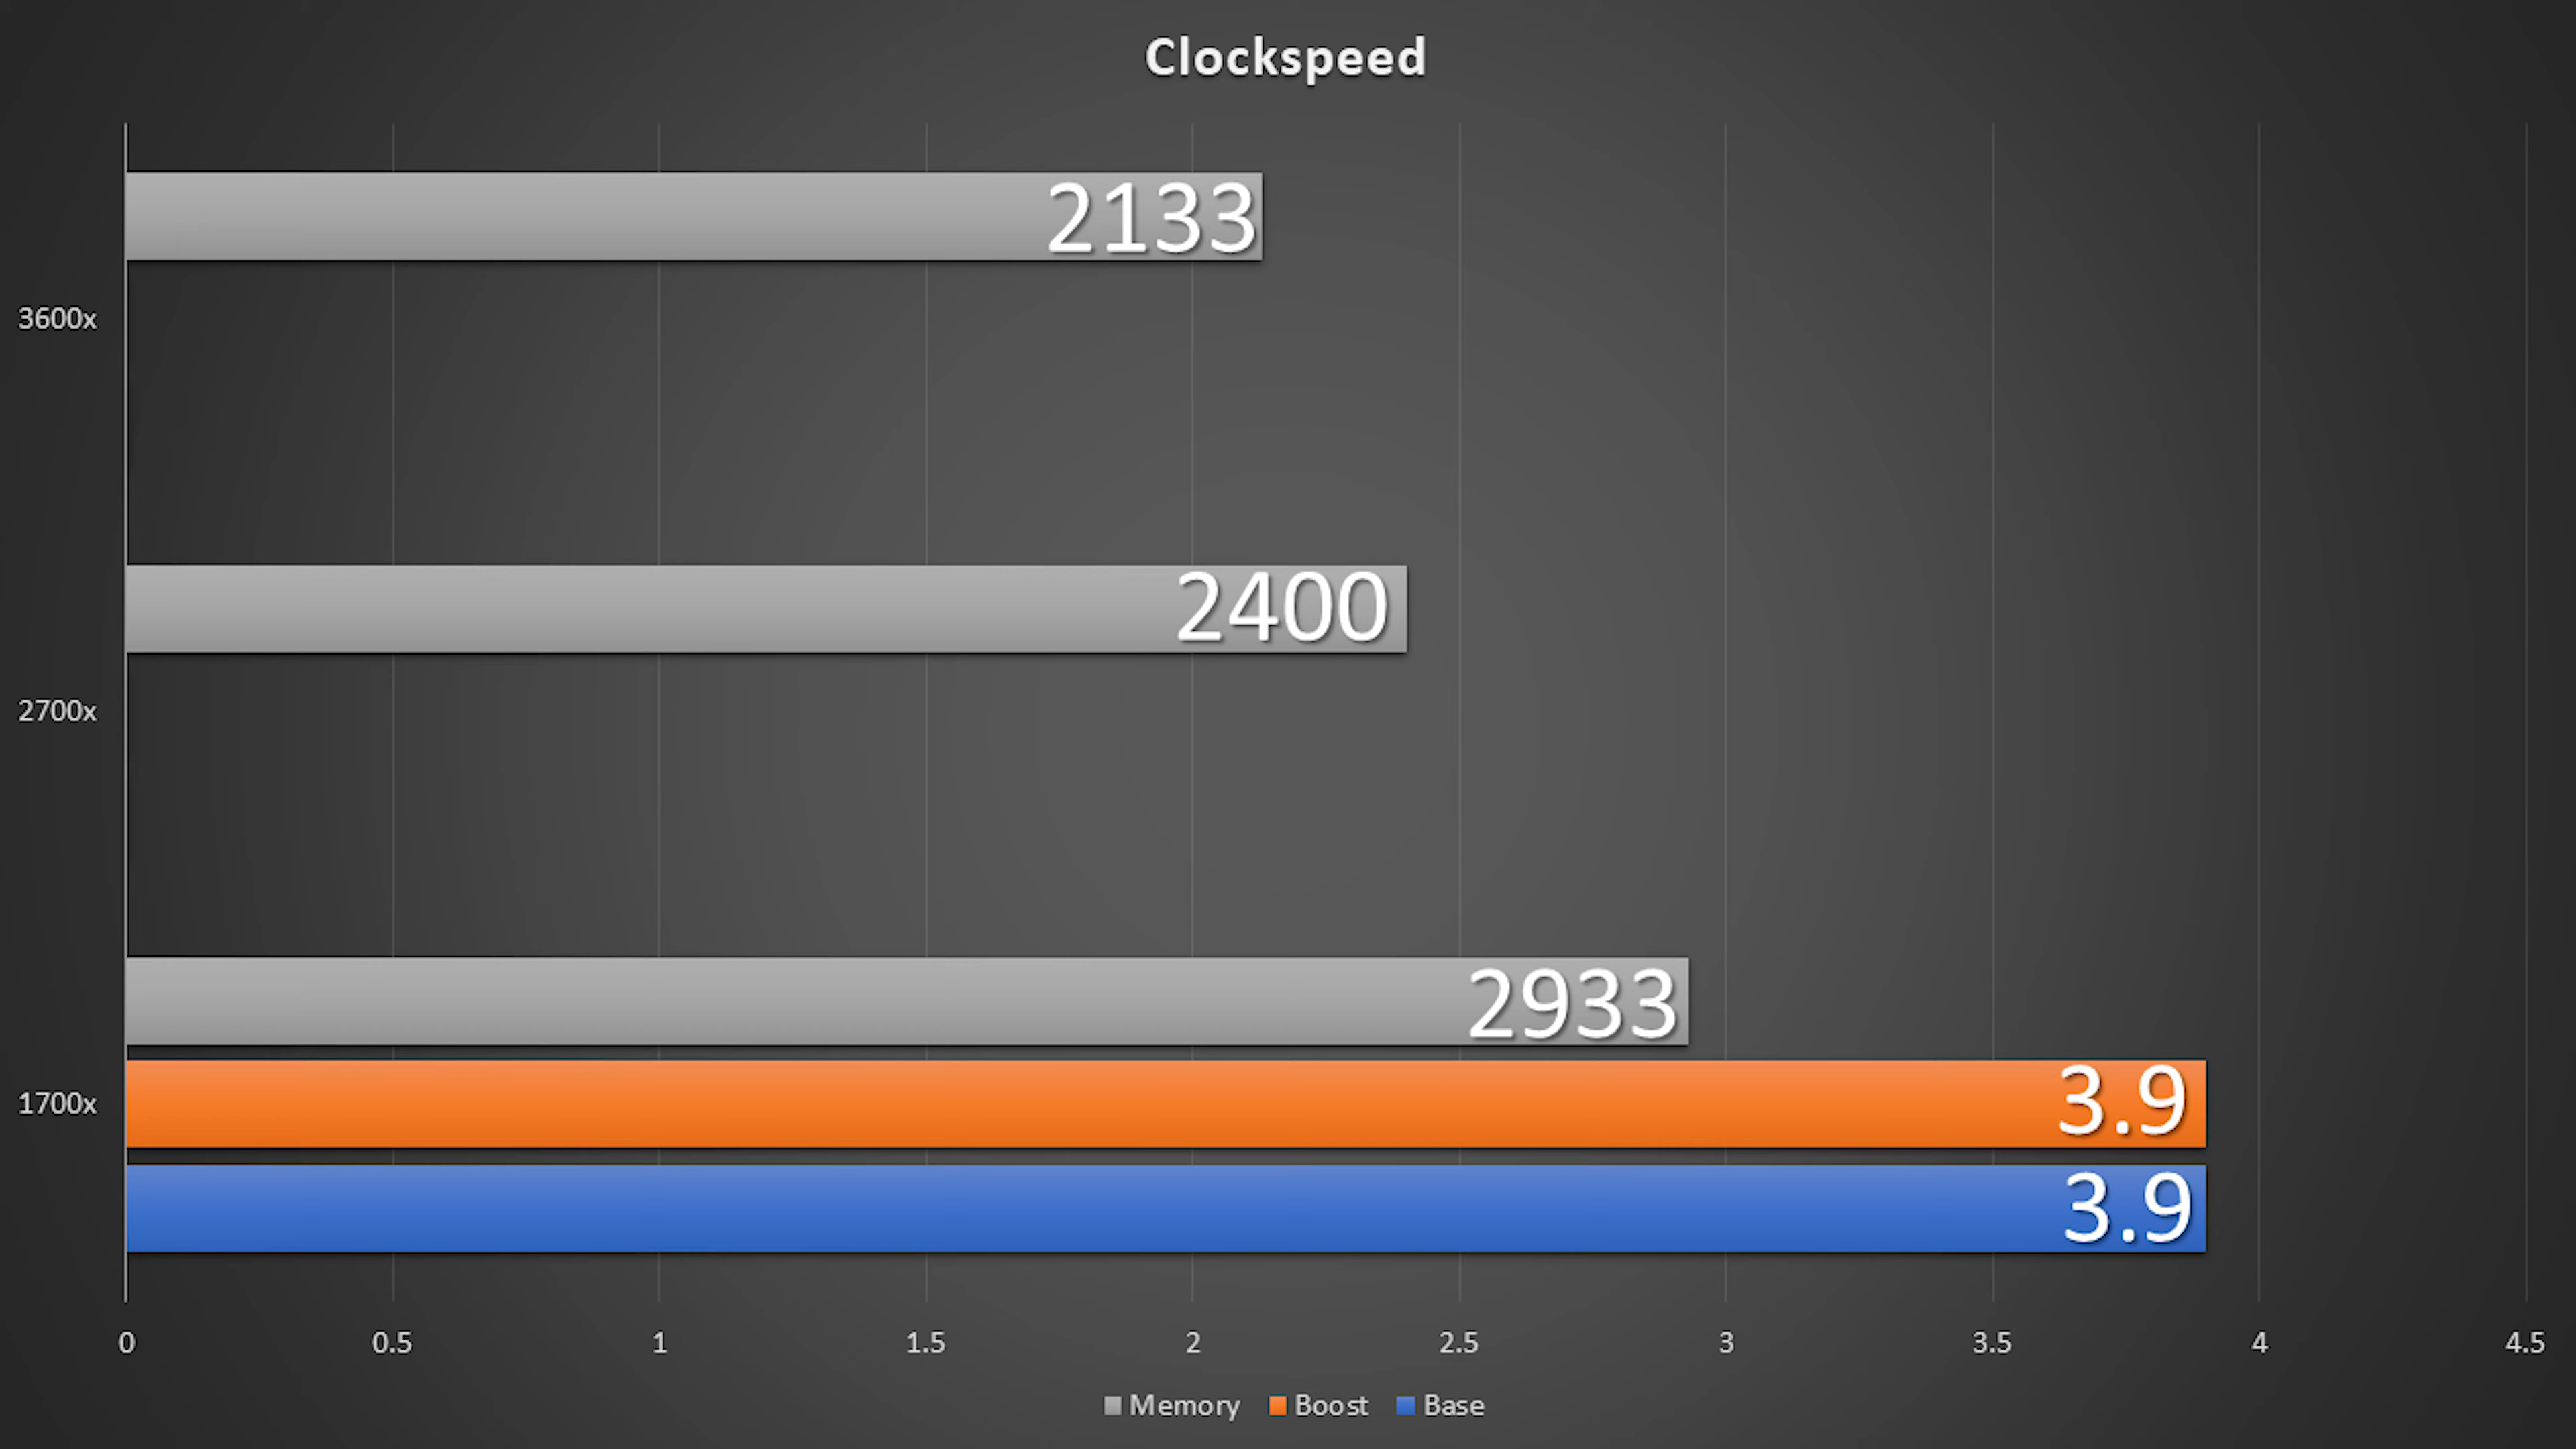 Clockspeed
2133
3600x
2400
2700x
2933
3.9
1700x
3.9
0 0.5 1 1.5 2 2.5 3 3.5 4 4.5
Memory Boost Base